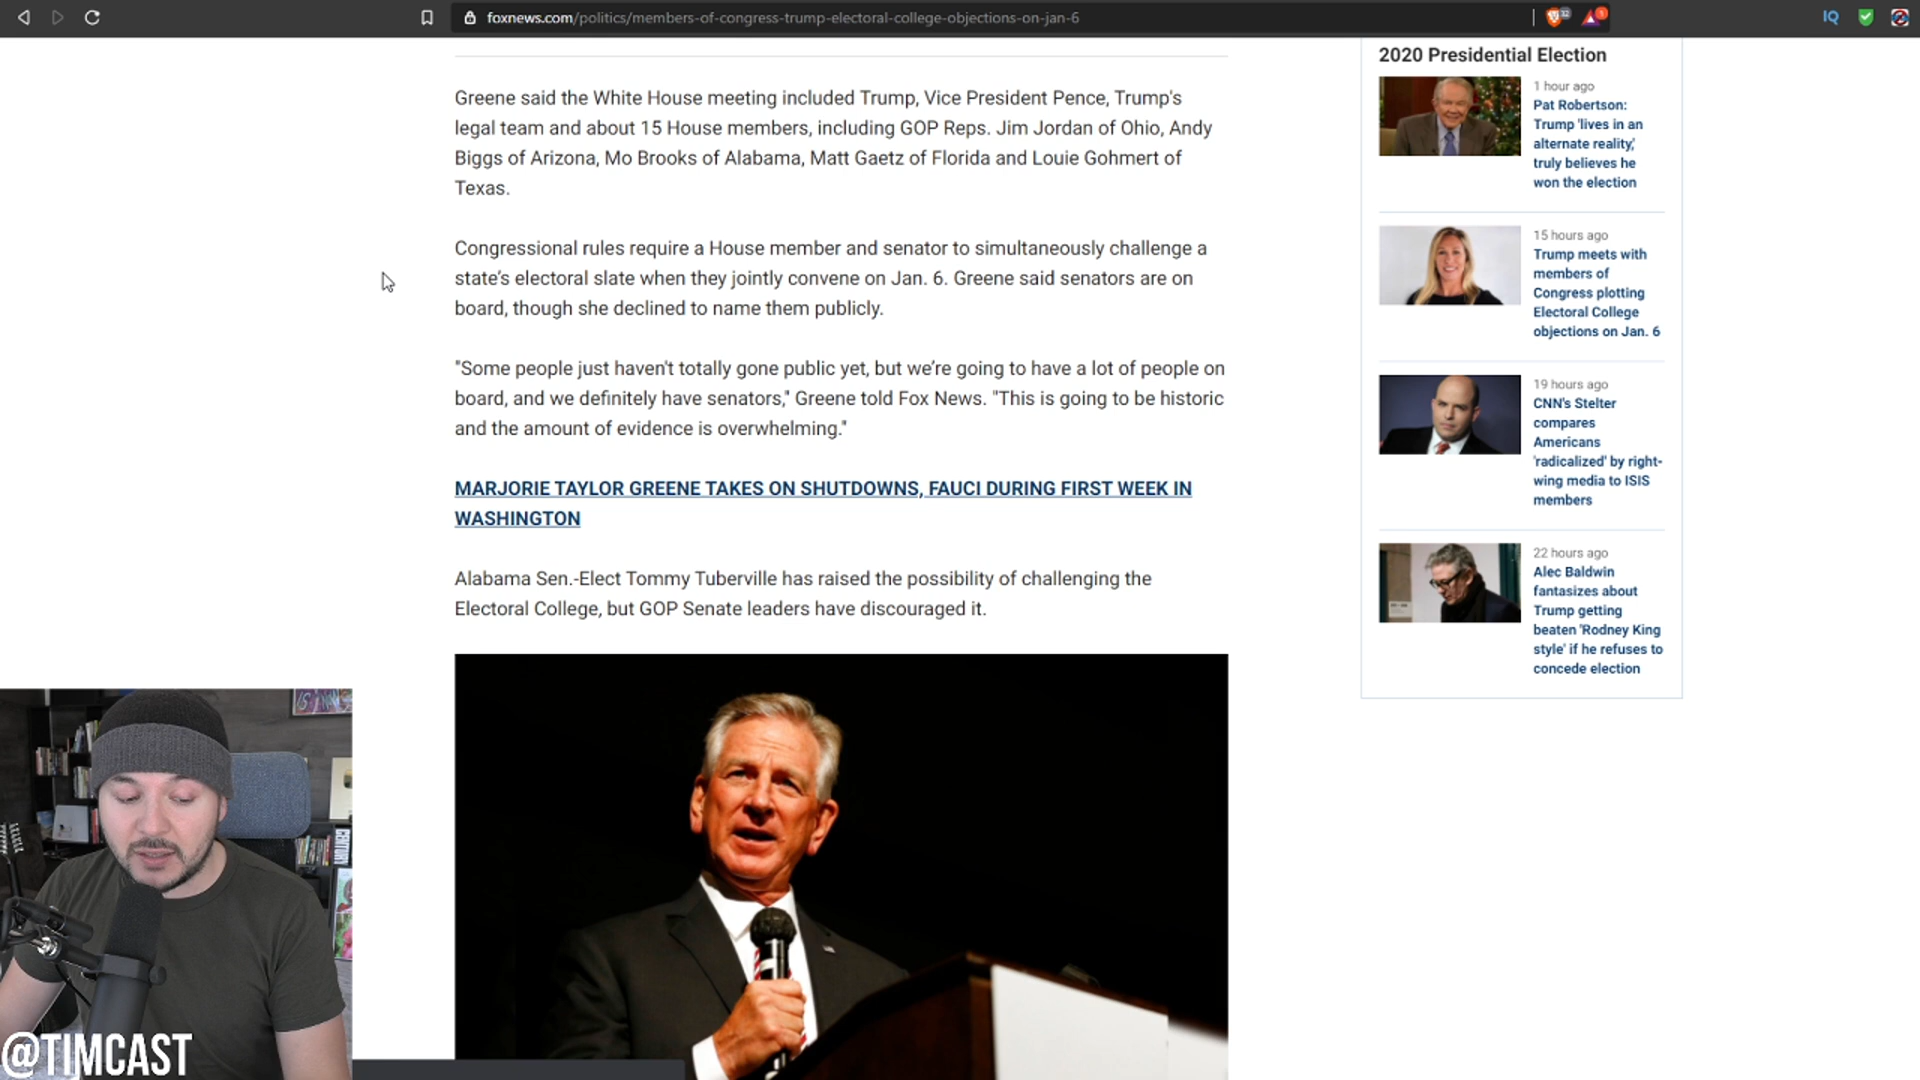 foxnews.com/politics/members-of-congress-trump-electoral-college-objections-on-jan-6
IQ
Greene said the White House meeting included Trump, Vice President Pence, Trump's
legal team and about 15 House members, including GOP Reps. Jim Jordan of Ohio, Andy
Biggs of Arizona, Mo Brooks of Alabama, Matt Gaetz of Florida and Louie Gohmert of
Texas.
Congressional rules require a House member and senator to simultaneously challenge a
state's electoral slate when they jointly convene on Jan. 6. Greene said senators are on
board, though she declined to name them publicly.
"Some people just haven't totally gone public yet, but we're going to have a lot of people on
board, and we definitely have senators," Greene told Fox News. "This is going to be historic
and the amount of evidence is overwhelming."
MARJORIE TAYLOR GREENE TAKES ON SHUTDOWNS, FAUCI DURING FIRST WEEK IN
WASHINGTON
Alabama Sen.-Elect Tommy Tuberville has raised the possibility of challenging the
Electoral College, but GOP Senate leaders have discouraged it.
2020 Presidential Election
1 hour ago
Pat Robertson:
Trump 'lives in an
alternate reality,'
truly believes he
won the election
15 hours ago
Trump meets with
members of
Congress plotting
Electoral College
objections on Jan. 6
19 hours ago
CNN's Stelter
compares
Americans
'radicalized' by right-
wing media to ISIS
members
22 hours ago
Alec Baldwin
fantasizes about
Trump getting
beaten 'Rodney King
style' if he refuses to
concede election
@TIMCAST